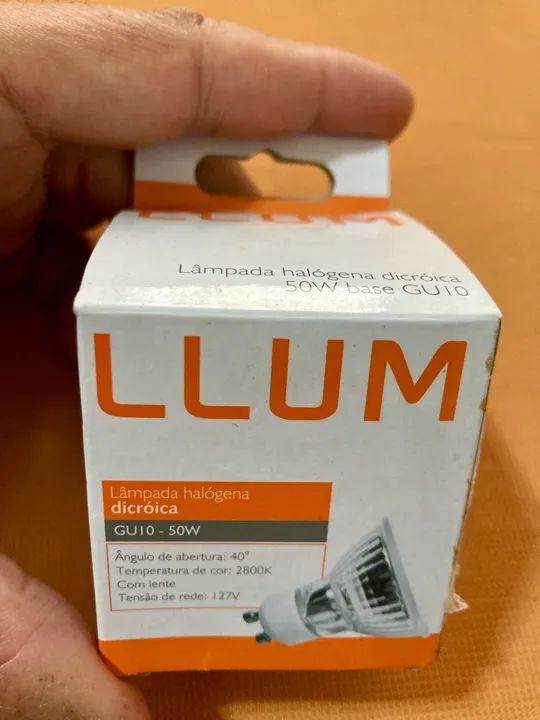 LLUM
Lâmpada halógena dicróica
50W base GU10
LLUM
Lâmpada halógena
dicróica
GU10 - 50W
Ângulo de abertura: 40°
Temperatura de cor: 2800K
Com lente
Tensão de rede: 127V